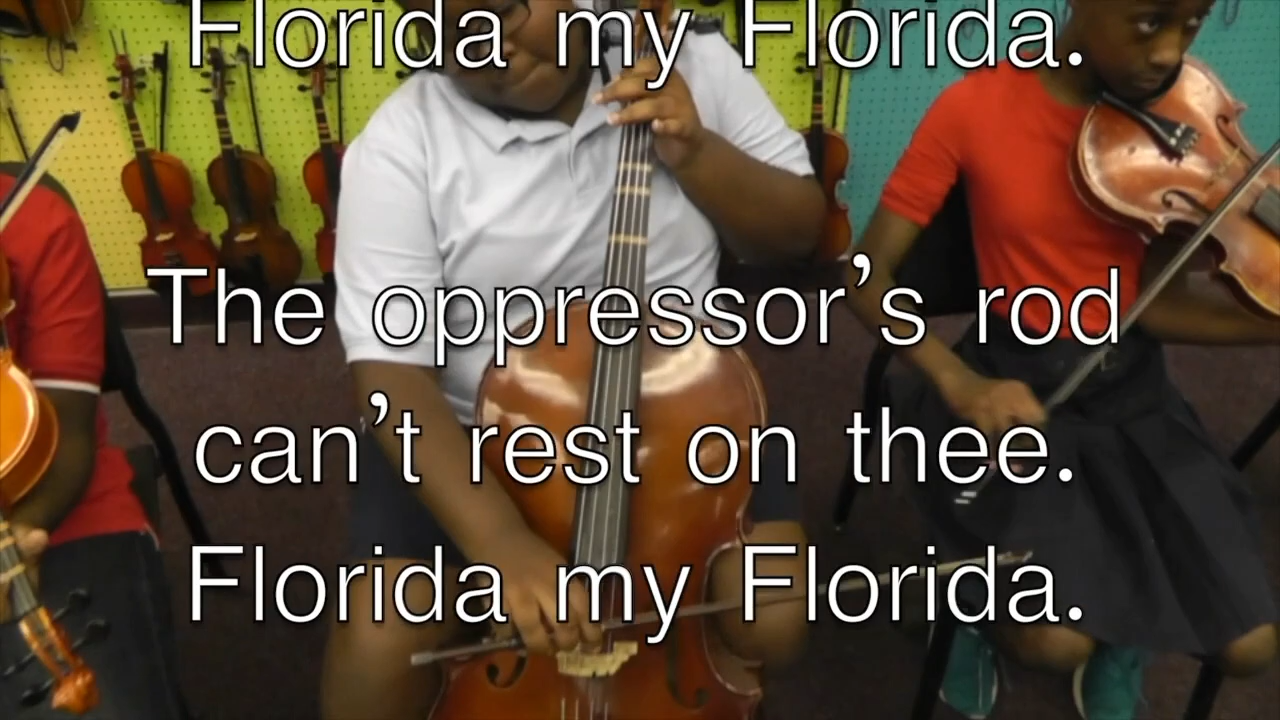 Florida my Florida.
The oppressor’s rod
can’t rest on thee.
Florida my Florida.